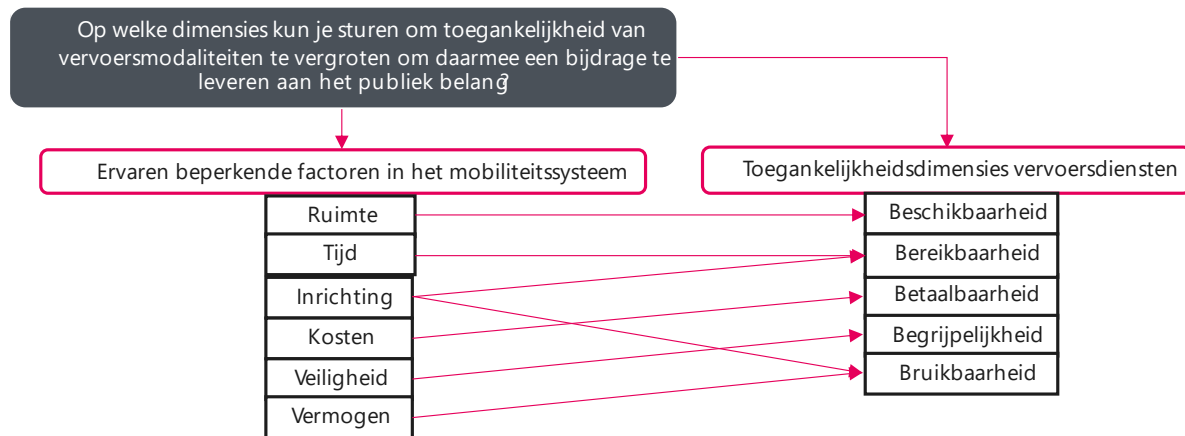 Op welke dimensies kun je sturen om toegankelijkheid van
vervoersmodaliteiten te vergroten om daarmee een bijdrage te
leveren aan het publiek belang?
Ervaren beperkende factoren in het mobiliteitssysteem
Ruimte
Tijd
Inrichting
Kosten
Veiligheid
Vermogen
Toegankelijkheidsdimensies vervoersdiensten
Beschikbaarheid
Bereikbaarheid
Betaalbaarheid
Begrijpelijkheid
Bruikbaarheid